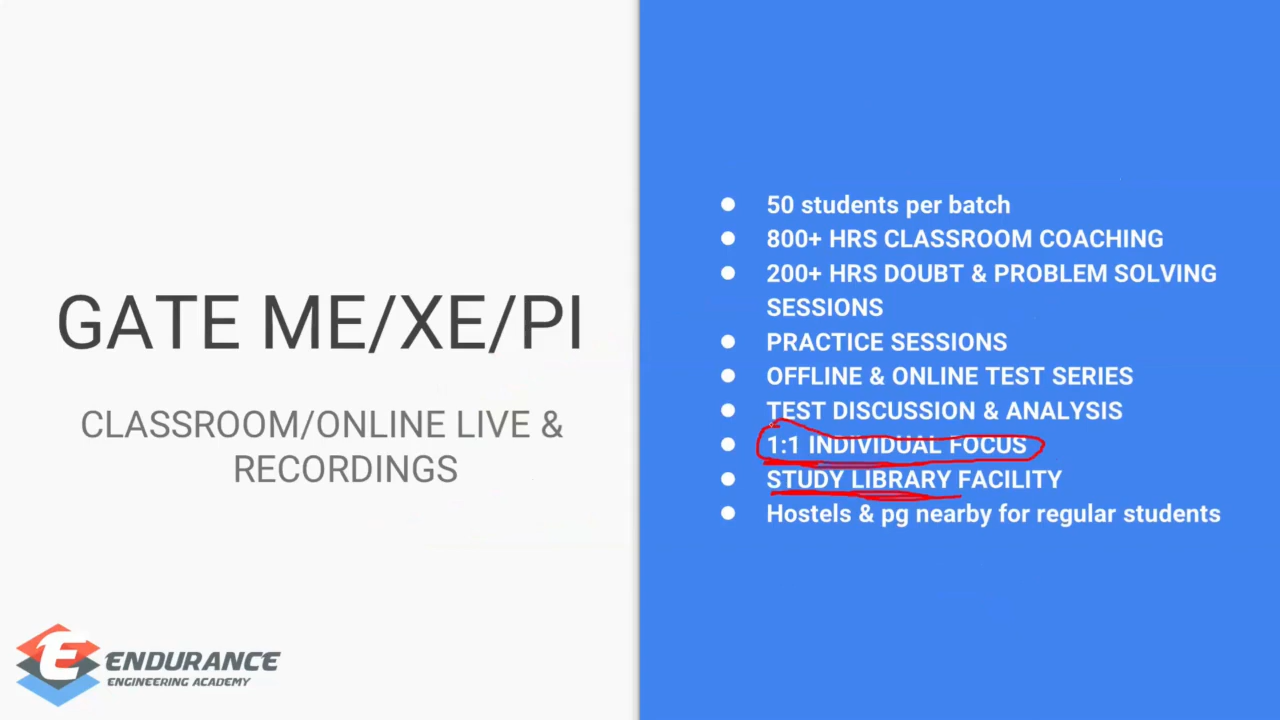 GATE ME/XE/PI
CLASSROOM/ONLINE LIVE &
RECORDINGS
ENDURANCE
ENGINEERING ACADEMY
50 students per batch
800+ HRS CLASSROOM COACHING
200+ HRS DOUBT & PROBLEM SOLVING
SESSIONS
PRACTICE SESSIONS
OFFLINE & ONLINE TEST SERIES
TEST DISCUSSION & ANALYSIS
1:1 INDIVIDUAL FOCUS
STUDY LIBRARY FACILITY
Hostels & pg nearby for regular students